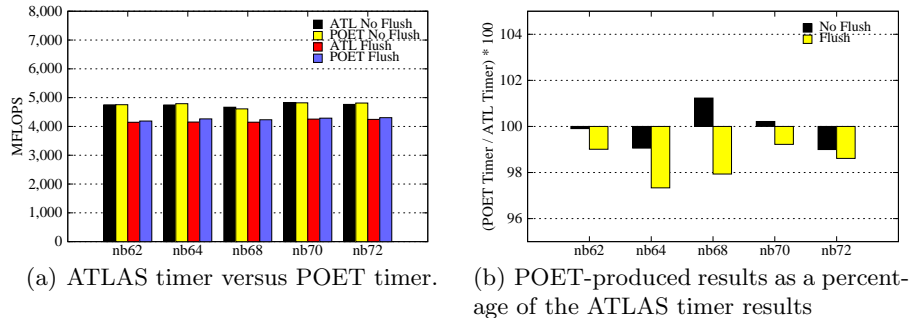 8,000
7,000
6,000
5,000
4,000
3,000
2,000
1,000
0
MFLOPS
nb62 nb64 nb68 nb70 nb72
ATL No Flush
POET No Flush
ATL Flush
POET Flush
(a) ATLAS timer versus POET timer.
104
102
100
98
96
(POET Timer / ATL Timer) * 100
nb62 nb64 nb68 nb70 nb72
No Flush
Flush
(b) POET-produced results as a percent-
age of the ATLAS timer results